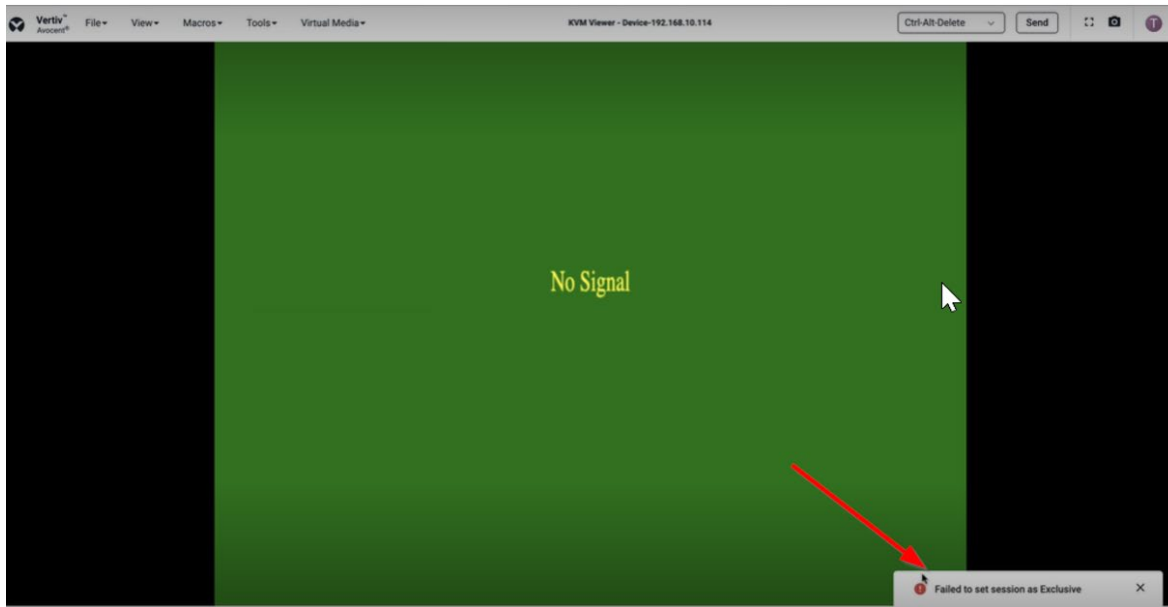 Vertiv™
Avocent®
File
View
Macros
Tools
Virtual Media
KVM Viewer - Device-192.168.10.114
Ctrl-Alt-Delete
Send
T
No Signal
Failed to set session as Exclusive